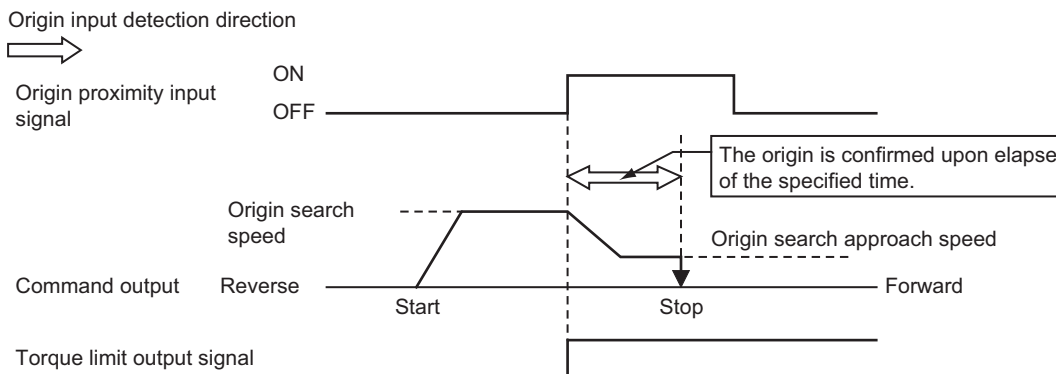 Origin input detection direction
ON
Origin proximity input
signal
OFF
The origin is confirmed upon elapse
of the specified time.
Origin search
speed
Origin search approach speed
Command output
Reverse
Forward
Start
Stop
Torque limit output signal